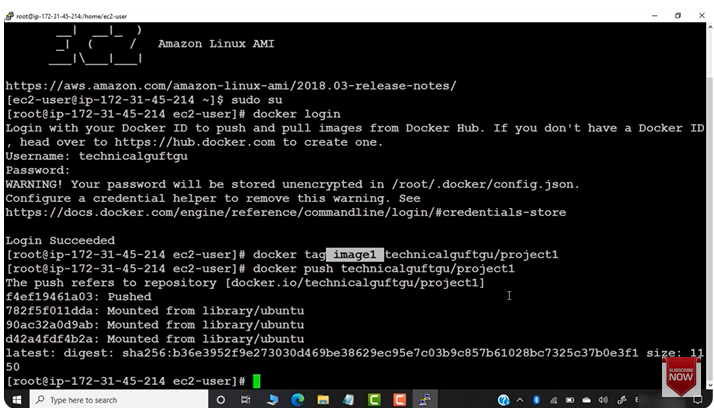 root@ip-172-31-45-214:/home/ec2-user
__| __|_ )
_| ( / Amazon Linux AMI
___|\___|___|
https://aws.amazon.com/amazon-linux-ami/2018.03-release-notes/
[ec2-user@ip-172-31-45-214 ~]$ sudo su
[root@ip-172-31-45-214 ec2-user]# docker login
Login with your Docker ID to push and pull images from Docker Hub. If you don't have a Docker ID
, head over to https://hub.docker.com to create one.
Username: technicalguftgu
Password:
WARNING! Your password will be stored unencrypted in /root/.docker/config.json.
Configure a credential helper to remove this warning. See
https://docs.docker.com/engine/reference/commandline/login/#credentials-store
Login Succeeded
[root@ip-172-31-45-214 ec2-user]# docker tag image1 technicalguftgu/project1
[root@ip-172-31-45-214 ec2-user]# docker push technicalguftgu/project1
The push refers to repository [docker.io/technicalguftgu/project1]
f4ef19461a03: Pushed
782f5f011dda: Mounted from library/ubuntu
90ac32a0d9ab: Mounted from library/ubuntu
d42a4fdf4b2a: Mounted from library/ubuntu
latest: digest: sha256:b36e3952f9e273030d469be38629ec95e7c03b9c857b61028bc7325c37b0e3f1 size: 11
50
[root@ip-172-31-45-214 ec2-user]#
SUBSCRIBE
NOW
Type here to search